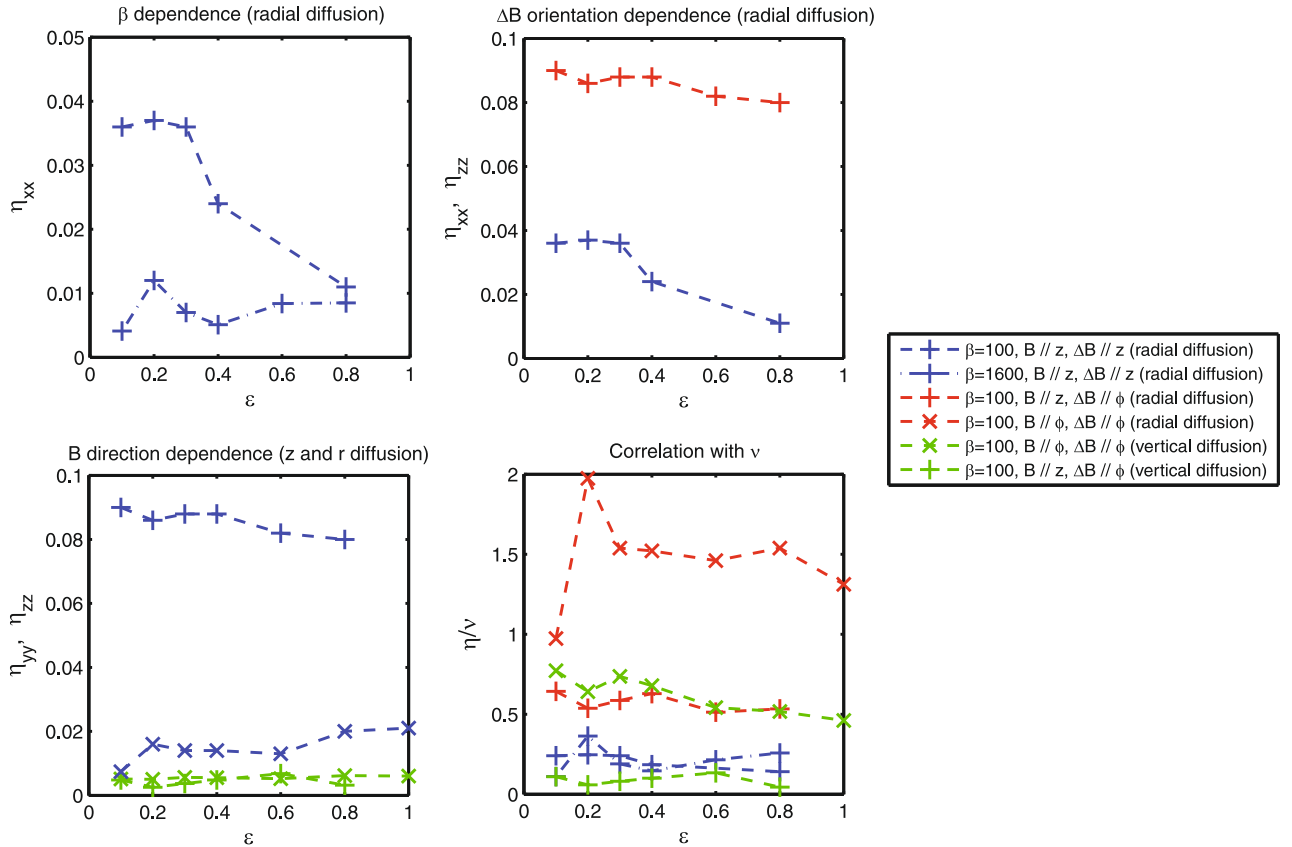 β dependence (radial diffusion)
0.05
0.04
0.03
0.02
0.01
0
η_xx
0 0.2 0.4 0.6 0.8 1
ε
ΔB orientation dependence (radial diffusion)
0.1
0.08
0.06
0.04
0.02
0
η_xx, η_zz
0 0.2 0.4 0.6 0.8 1
ε
B direction dependence (z and r diffusion)
0.1
0.08
0.06
0.04
0.02
0
η_yy, η_zz
0 0.2 0.4 0.6 0.8 1
ε
Correlation with ν
2
1.5
1
0.5
0
η/ν
0 0.2 0.4 0.6 0.8 1
ε
β=100, B // z, ΔB // z (radial diffusion)
β=1600, B // z, ΔB // z (radial diffusion)
β=100, B // z, ΔB // ϕ (radial diffusion)
β=100, B // ϕ, ΔB // ϕ (radial diffusion)
β=100, B // ϕ, ΔB // ϕ (vertical diffusion)
β=100, B // z, ΔB // ϕ (vertical diffusion)